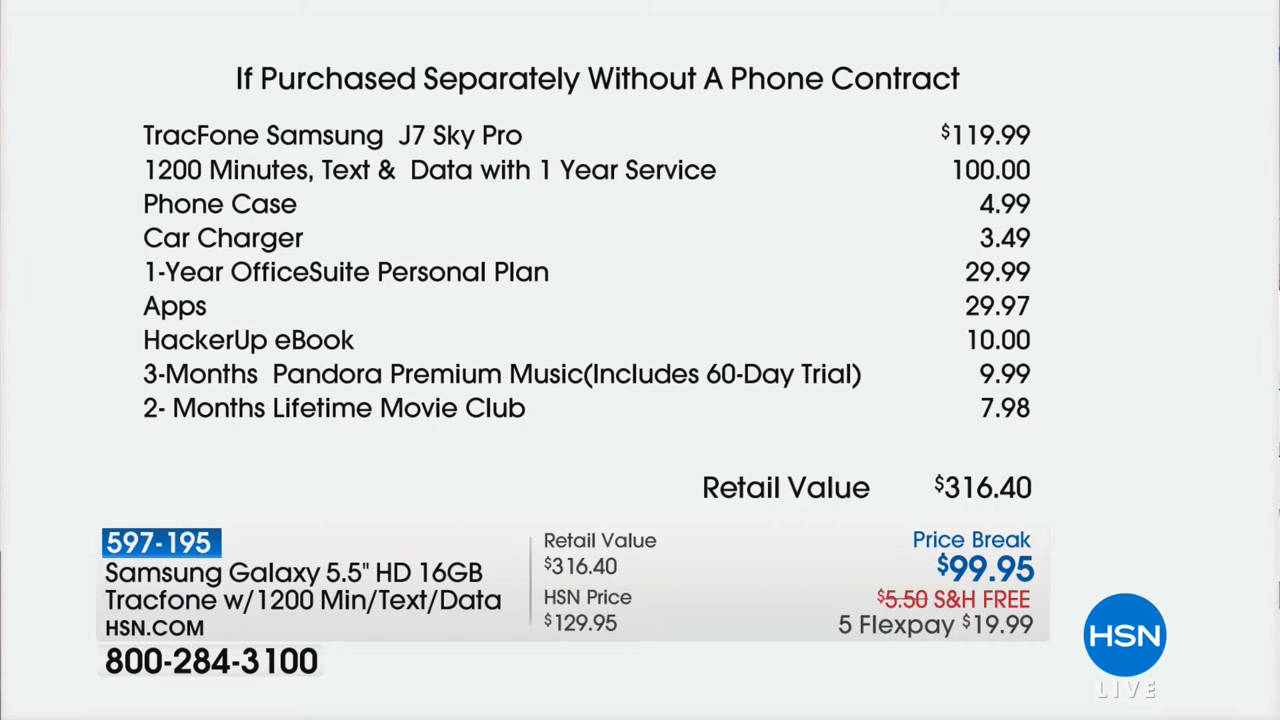 If Purchased Separately Without A Phone Contract
TracFone Samsung J7 Sky Pro $119.99
1200 Minutes, Text & Data with 1 Year Service 100.00
Phone Case 4.99
Car Charger 3.49
1-Year OfficeSuite Personal Plan 29.99
Apps 29.97
HackerUp eBook 10.00
3-Months Pandora Premium Music(Includes 60-Day Trial) 9.99
2- Months Lifetime Movie Club 7.98
Retail Value $316.40
597-195
Samsung Galaxy 5.5" HD 16GB
Tracfone w/1200 Min/Text/Data
HSN.COM
800-284-3100
Retail Value
$316.40
HSN Price
$129.95
Price Break
$99.95
$5.50 S&H FREE
5 Flexpay $19.99
HSN
LIVE